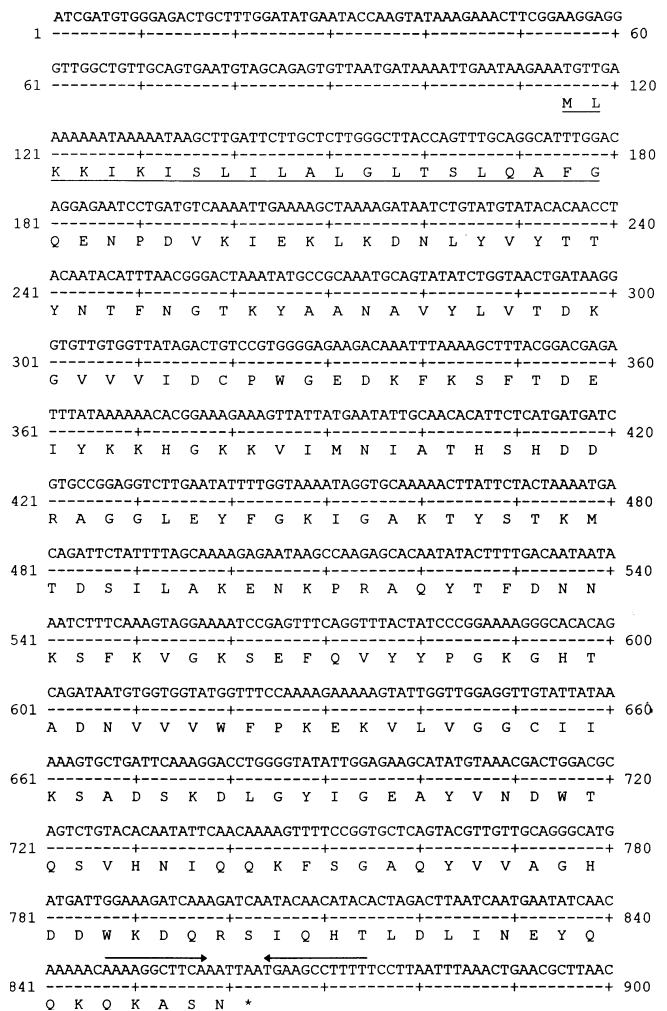 ATCGATGTGGGAGACTGCTTTGGATATGAATACCAAGTATAAAGAAACTTCGGAAGGAGG
1 ---------+---------+---------+---------+---------+---------+ 60
GTTGGCTGTTGCAGTGAATGTAGCAGAGTGTTAATGATAAAATTGAATAAGAAATGTTGA
61 ---------+---------+---------+---------+---------+---------+ 120
M L
AAAAAATAAAAATAAGCTTGATTCTTGCTCTTGGGCTTACCAGTTTGCAGGCATTTGGAC
121 ---------+---------+---------+---------+---------+---------+ 180
K K I K I S L I L A L G L T S L Q A F G
AGGAGAATCCTGATGTCAAAATTGAAAAGCTAAAAGATAATCTGTATGTATACACAACCT
181 ---------+---------+---------+---------+---------+---------+ 240
Q E N P D V K I E K L K D N L Y V Y T T
ACAATACATTTAACGGGACTAAATATGCCGCAAATGCAGTATATCTGGTAACTGATAAGG
241 ---------+---------+---------+---------+---------+---------+ 300
Y N T F N G T K Y A A N A V Y L V T D K
GTGTTGTGGTTATAGACTGTCCGTGGGGAGAAGACAAATTTAAAAGCTTTACGGACGAGA
301 ---------+---------+---------+---------+---------+---------+ 360
G V V V I D C P W G E D K F K S F T D E
TTTATAAAAAACACGGAAAGAAAGTTATTATGAATATTGCAACACATTCTCATGATGATC
361 ---------+---------+---------+---------+---------+---------+ 420
I Y K K H G K K V I M N I A T H S H D D
GTGCCGGAGGTCTTGAATATTTTGGTAAAATAGGTGCAAAAACTTATTCTACTAAAATGA
421 ---------+---------+---------+---------+---------+---------+ 480
R A G G L E Y F G K I G A K T Y S T K M
CAGATTCTATTTTAGCAAAAGAGAATAAGCCAAGAGCACAATATACTTTTGACAATAATA
481 ---------+---------+---------+---------+---------+---------+ 540
T D S I L A K E N K P R A Q Y T F D N N
AATCTTTCAAAGTAGGAAAATCCGAGTTTCAGGTTTACTATCCCGGAAAAGGGCACACAG
541 ---------+---------+---------+---------+---------+---------+ 600
K S F K V G K S E F Q V Y Y P G K G H T
CAGATAATGTGGTGGTATGGTTTCCAAAAGAAAAAGTATTGGTTGGAGGTTGTATTATAA
601 ---------+---------+---------+---------+---------+---------+ 660
A D N V V V W F P K E K V L V G G C I I
AAAGTGCTGATTCAAAGGACCTGGGGTATATTGGAGAAGCATATGTAAACGACTGGACGC
661 ---------+---------+---------+---------+---------+---------+ 720
K S A D S K D L G Y I G E A Y V N D W T
AGTCTGTACACAATATTCAACAAAAGTTTTCCGGTGCTCAGTACGTTGTTGCAGGGCATG
721 ---------+---------+---------+---------+---------+---------+ 780
Q S V H N I Q Q K F S G A Q Y V V A G H
ATGATTGGAAAGATCAAAGATCAATACAACATACACTAGACTTAATCAATGAATATCAAC
781 ---------+---------+---------+---------+---------+---------+ 840
D D W K D Q R S I Q H T L D L I N E Y Q
AAAAACAAAAGGCTTCAAATTAATGAAGCCTTTTTCCTTAATTTAAACTGAACGCTTAAC
841 ---------+---------+---------+---------+---------+---------+ 900
Q K Q K A S N *